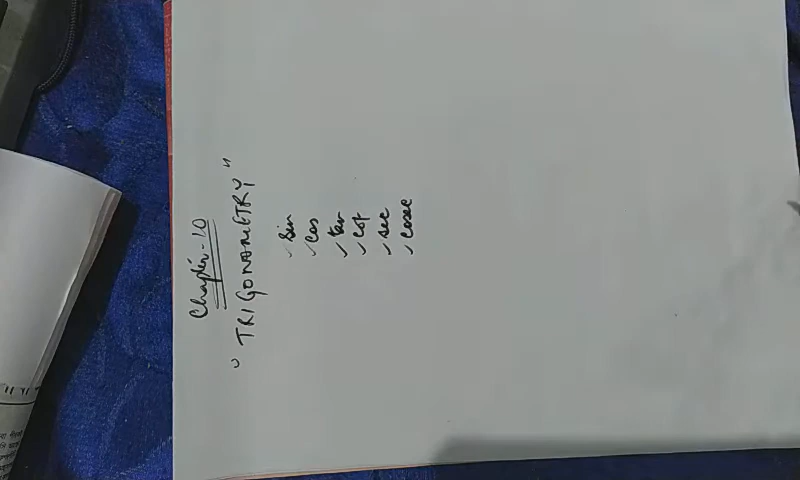 Chapter-10
"TRIGONOMETRY"
✓ sin
✓ cos
✓ tan
✓ cot
✓ sec
✓ cosec